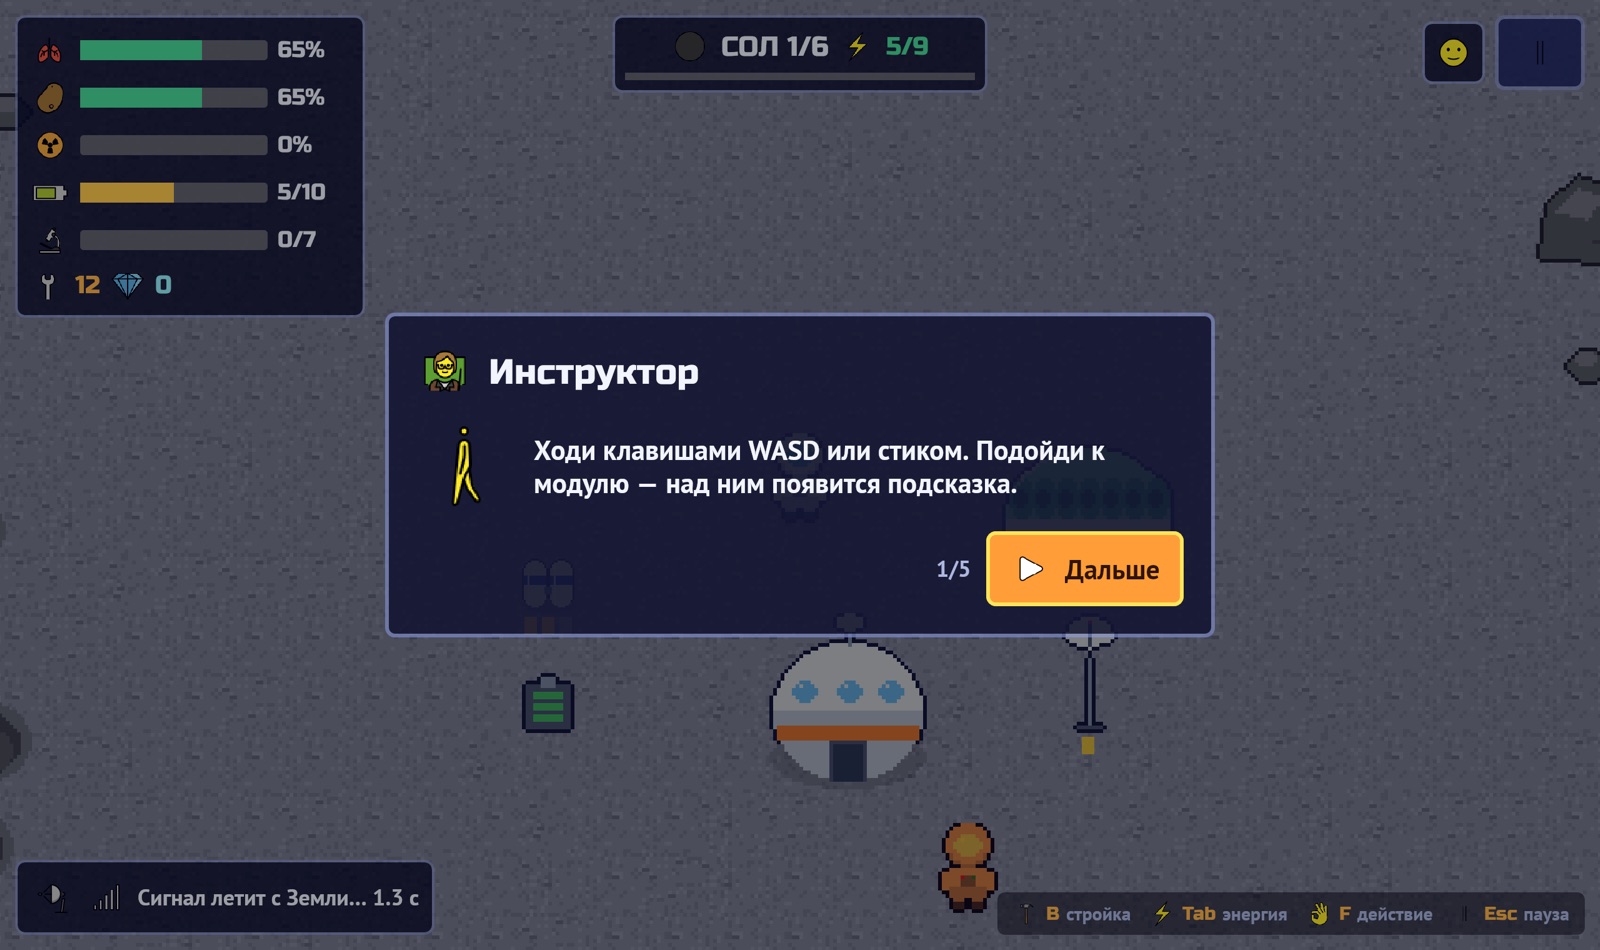 65%
СОЛ 1/6 5/9
65%
0%
5/10
0/7
12 0
Инструктор
Ходи клавишами WASD или стиком. Подойди к
модулю — над ним появится подсказка.
1/5 Дальше
Сигнал летит с Земли... 1.3 с
B стройка Tab энергия F действие Esc пауза